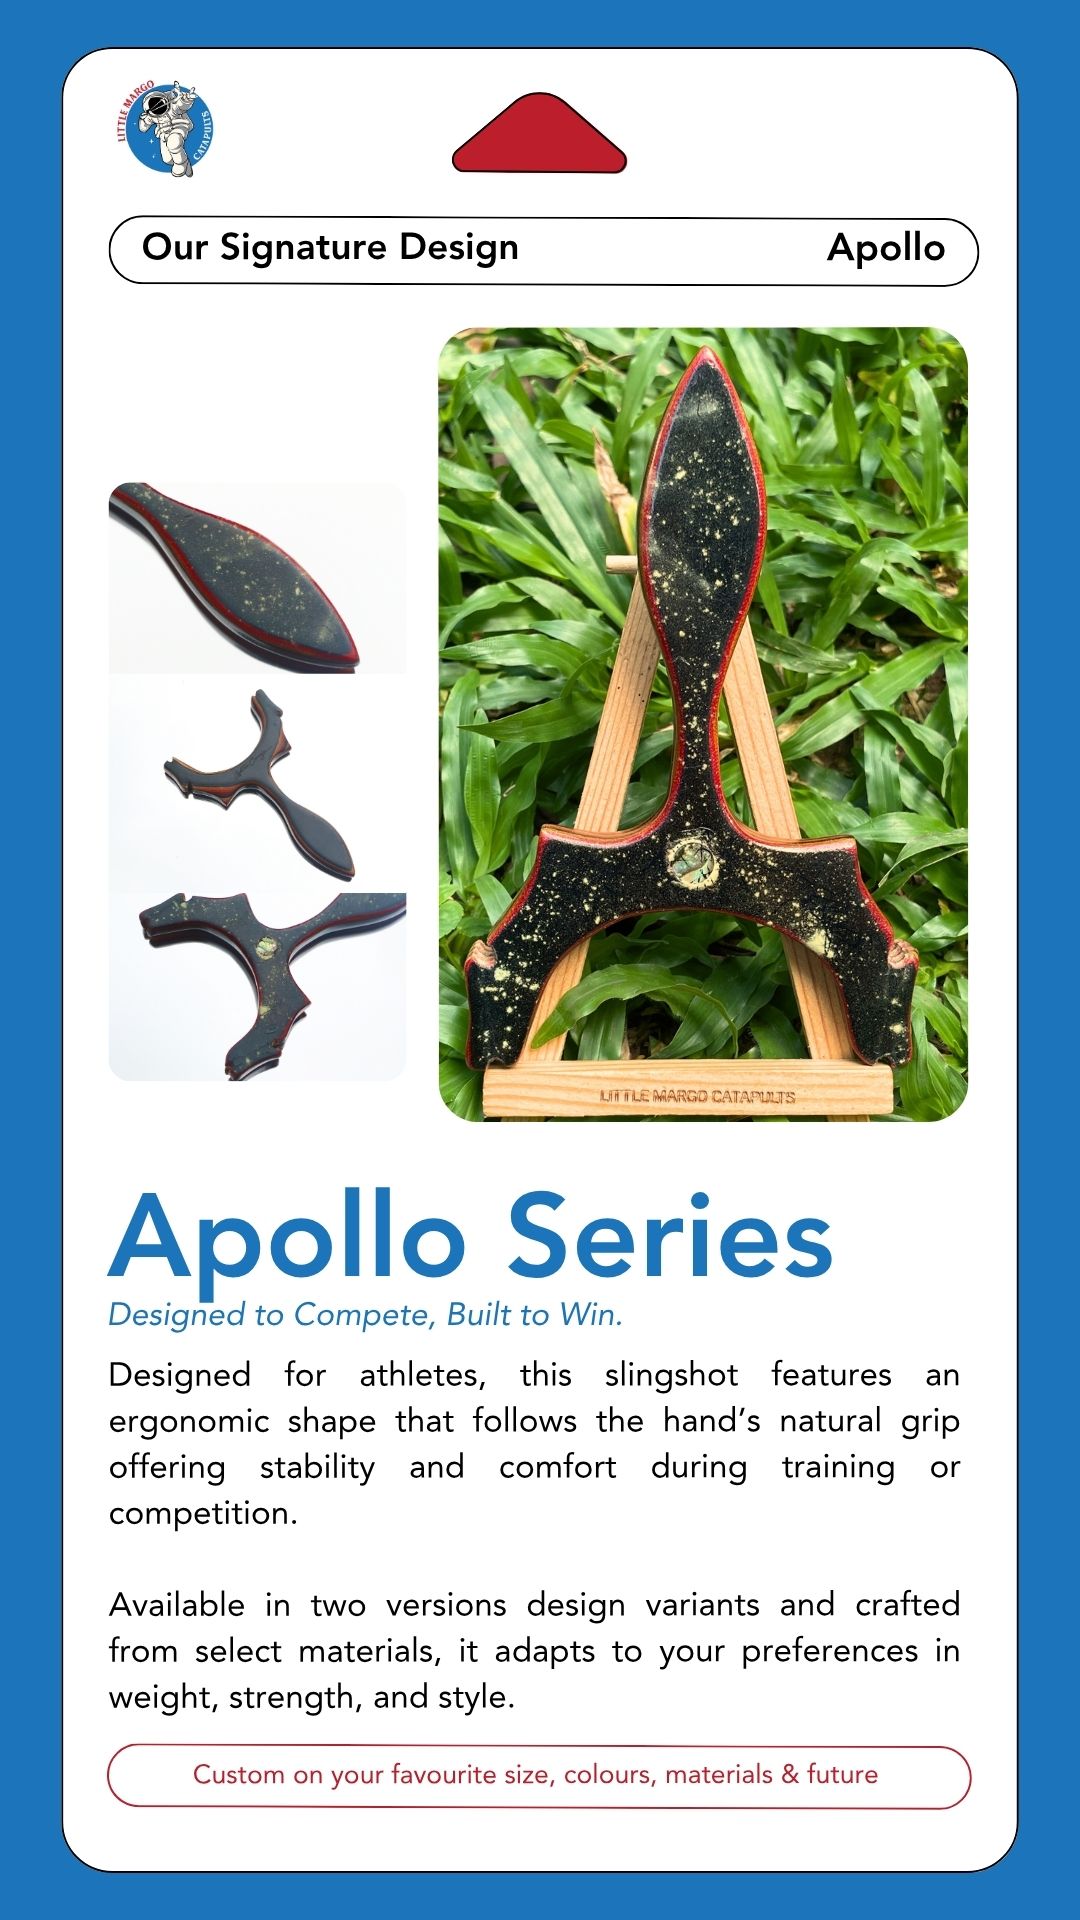 LITTLE MARGO
CATAPULTS
Our Signature Design
Apollo
LITTLE MARGO CATAPULTS
Apollo Series
Designed to Compete, Built to Win.
Designed for athletes, this slingshot features an
ergonomic shape that follows the hand’s natural grip
offering stability and comfort during training or
competition.
Available in two versions design variants and crafted
from select materials, it adapts to your preferences in
weight, strength, and style.
Custom on your favourite size, colours, materials & future